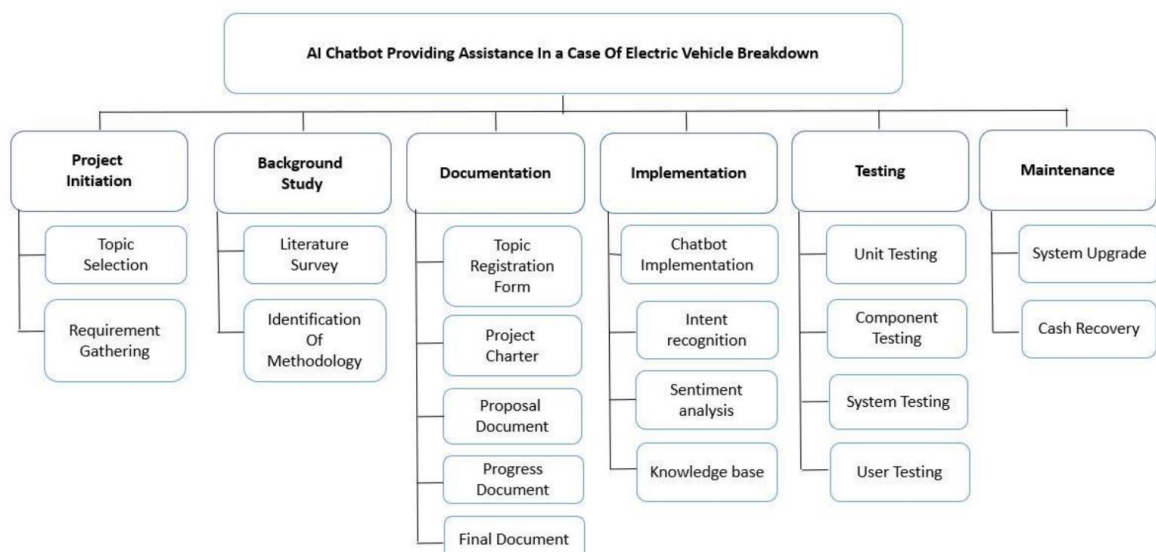 AI Chatbot Providing Assistance In a Case Of Electric Vehicle Breakdown
Project
Initiation
Background
Study
Documentation
Implementation
Testing
Maintenance
Topic
Selection
Requirement
Gathering
Literature
Survey
Identification
Of
Methodology
Topic
Registration
Form
Project
Charter
Proposal
Document
Progress
Document
Final Document
Chatbot
Implementation
Intent
recognition
Sentiment
analysis
Knowledge base
Unit Testing
Component
Testing
System Testing
User Testing
System Upgrade
Cash Recovery